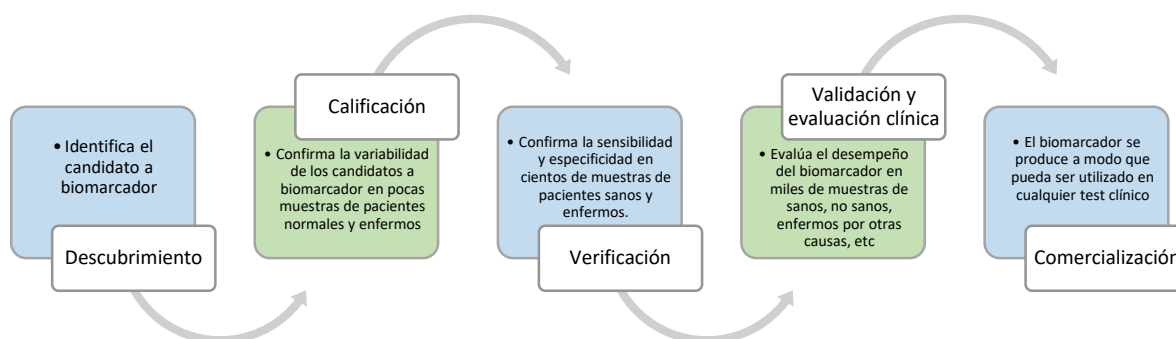 • Identifica el
candidato a
biomarcador
Descubrimiento
Calificación
• Confirma la variabilidad
de los candidatos a
biomarcador en pocas
muestras de pacientes
normales y enfermos
• Confirma la sensibilidad
y especificidad en
cientos de muestras de
pacientes sanos y
enfermos.
Verificación
Validación y
evaluación clínica
• Evalúa el desempeño
del biomarcador en
miles de muestras de
sanos, no sanos,
enfermos por otras
causas, etc
• El biomarcador se
produce a modo que
pueda ser utilizado en
cualquier test clínico
Comercialización